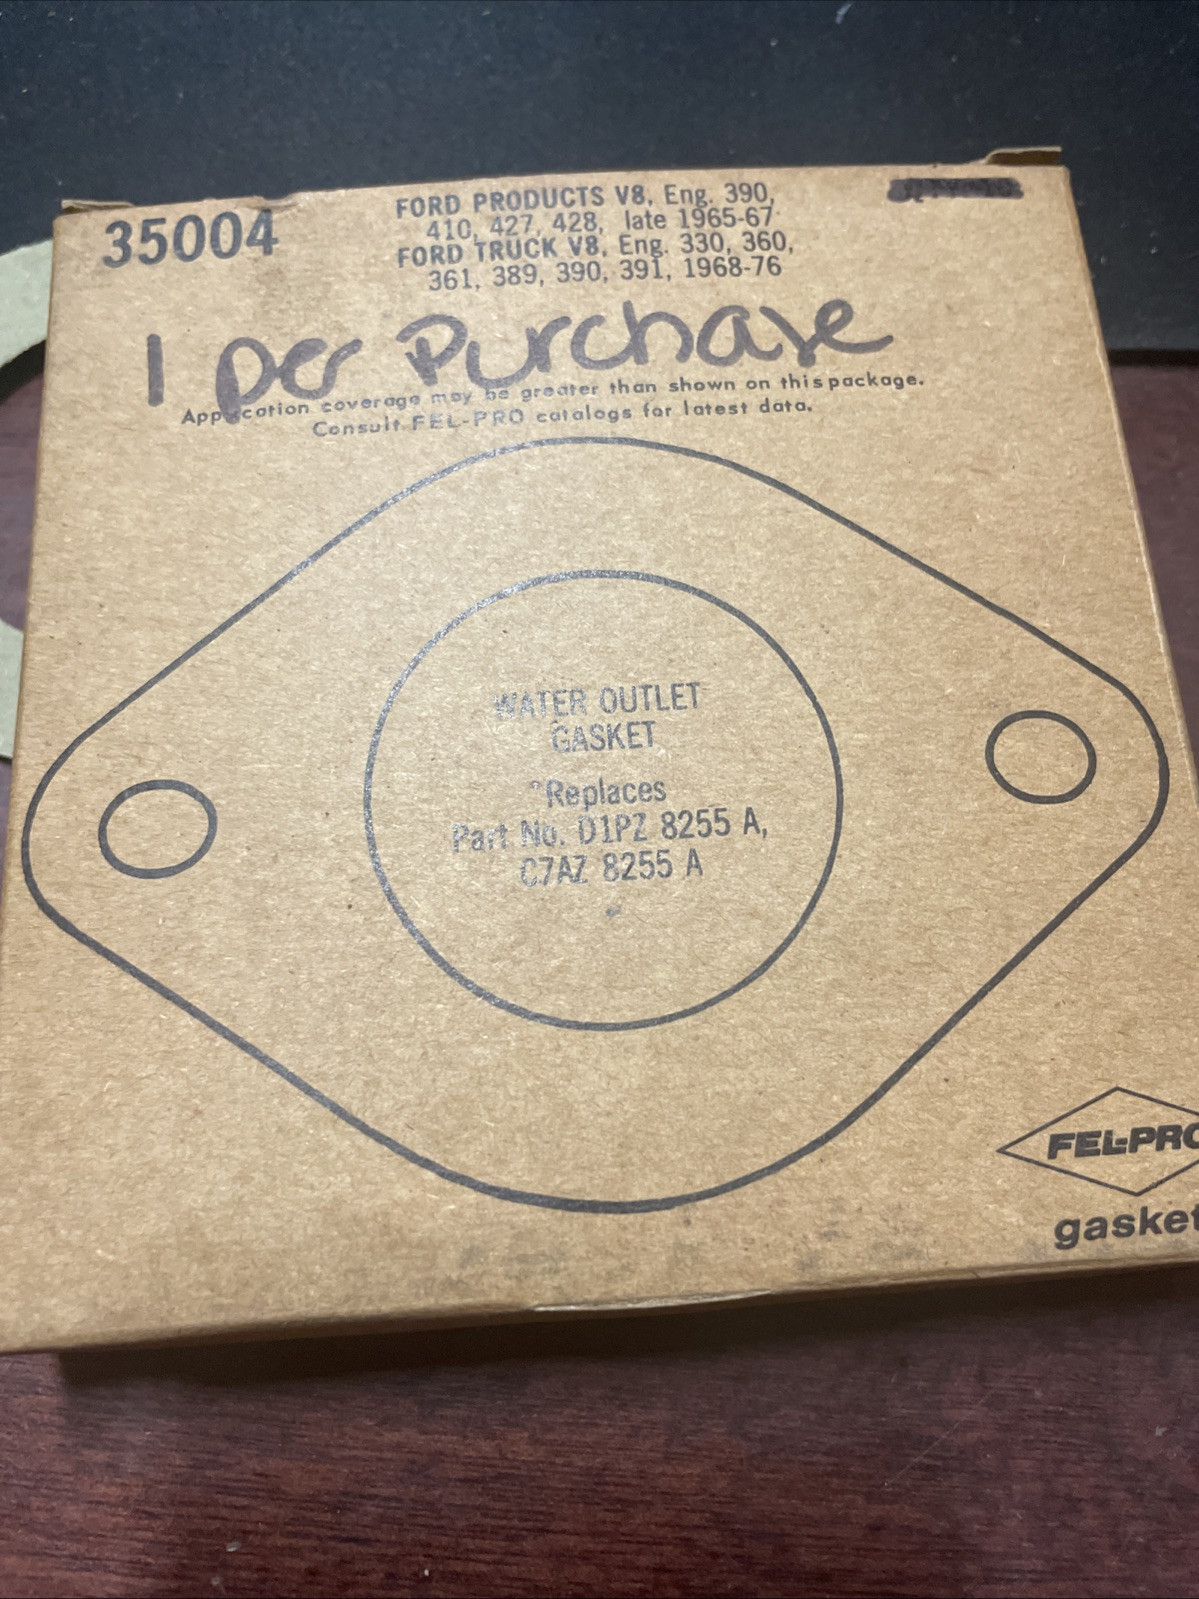 35004
FORD PRODUCTS V8, Eng. 390,
410, 427, 428, late 1965-67
FORD TRUCK V8, Eng. 330, 360,
361, 389, 390, 391, 1968-76
1 per Purchase
Application coverage may be greater than shown on this package.
Consult FEL-PRO catalogs for latest data.
WATER OUTLET
GASKET
Replaces
Part No. D1PZ 8255 A,
C7AZ 8255 A
FEL-PRO
gasket